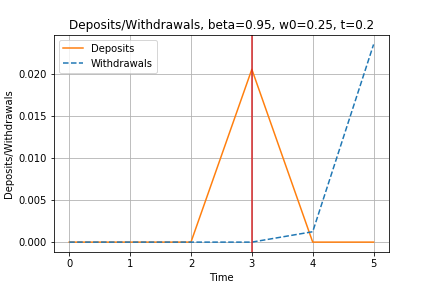 Deposits/Withdrawals, beta=0.95, w0=0.25, t=0.2
Deposits
Withdrawals
Deposits/Withdrawals
0.020
0.015
0.010
0.005
0.000
0 1 2 3 4 5
Time